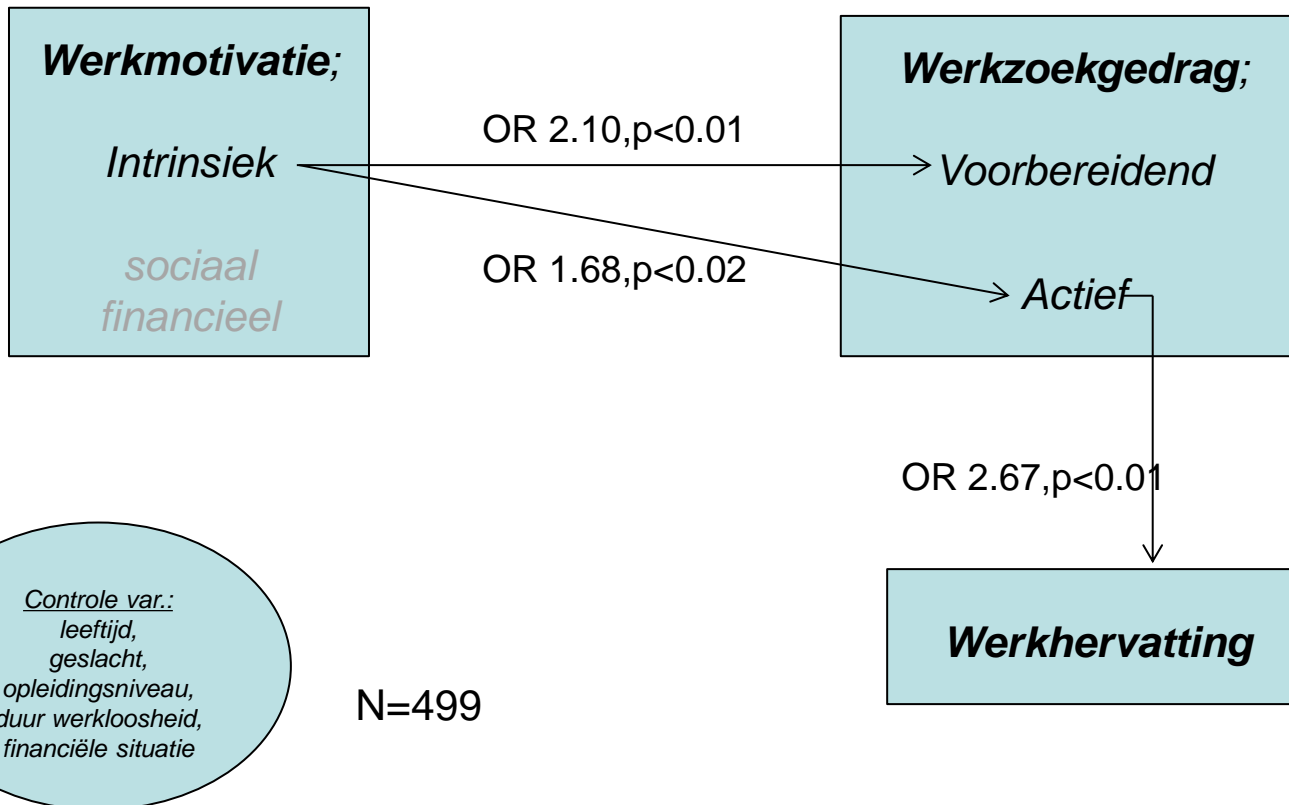 Werkmotivatie;
Intrinsiek
sociaal
financieel
OR 2.10,p<0.01
OR 1.68,p<0.02
Werkzoekgedrag;
Voorbereidend
Actief
OR 2.67,p<0.01
Werkhervatting
Controle var.:
leeftijd,
geslacht,
opleidingsniveau,
duur werkloosheid,
financiële situatie
N=499